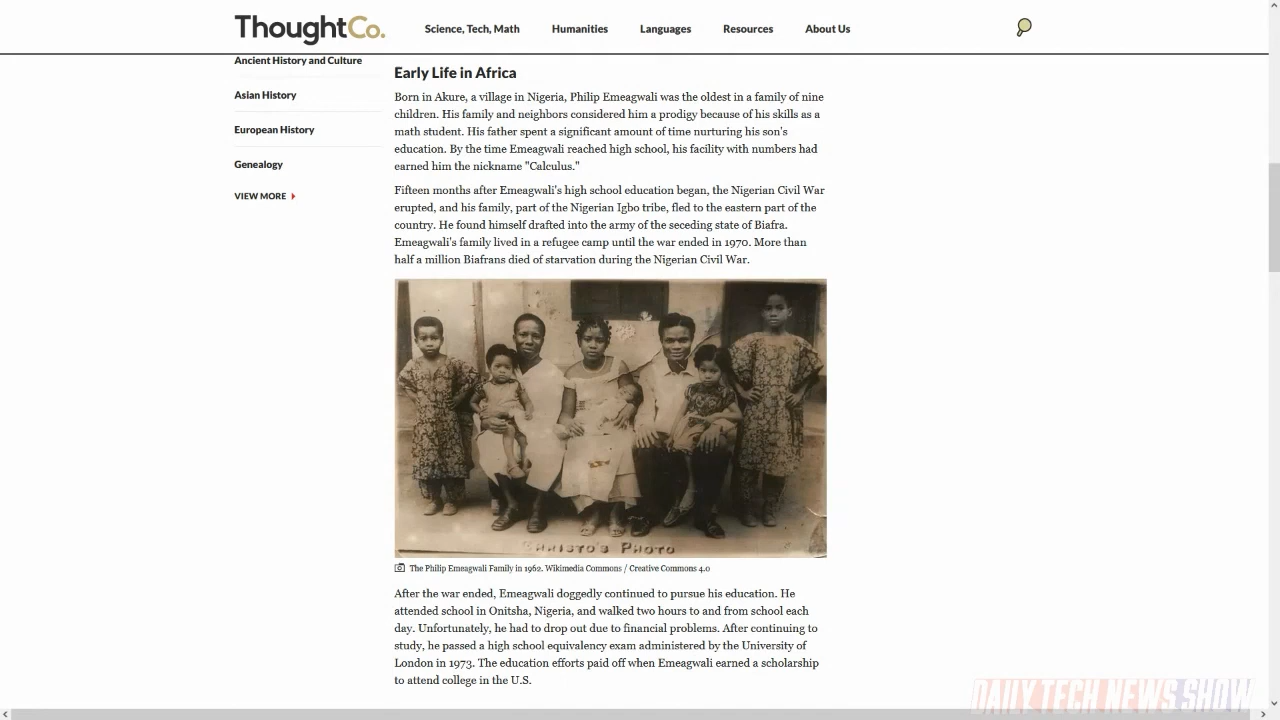 ThoughtCo.
Science, Tech, Math
Humanities
Languages
Resources
About Us
Ancient History and Culture
Asian History
European History
Genealogy
VIEW MORE
Early Life in Africa
Born in Akure, a village in Nigeria, Philip Emeagwali was the oldest in a family of nine
children. His family and neighbors considered him a prodigy because of his skills as a
math student. His father spent a significant amount of time nurturing his son's
education. By the time Emeagwali reached high school, his facility with numbers had
earned him the nickname "Calculus."
Fifteen months after Emeagwali's high school education began, the Nigerian Civil War
erupted, and his family, part of the Nigerian Igbo tribe, fled to the eastern part of the
country. He found himself drafted into the army of the seceding state of Biafra.
Emeagwali's family lived in a refugee camp until the war ended in 1970. More than
half a million Biafrans died of starvation during the Nigerian Civil War.
CHRISTO'S PHOTO
The Philip Emeagwali Family in 1962. Wikimedia Commons / Creative Commons 4.0
After the war ended, Emeagwali doggedly continued to pursue his education. He
attended school in Onitsha, Nigeria, and walked two hours to and from school each
day. Unfortunately, he had to drop out due to financial problems. After continuing to
study, he passed a high school equivalency exam administered by the University of
London in 1973. The education efforts paid off when Emeagwali earned a scholarship
to attend college in the U.S.
DAILY TECH NEWS SHOW